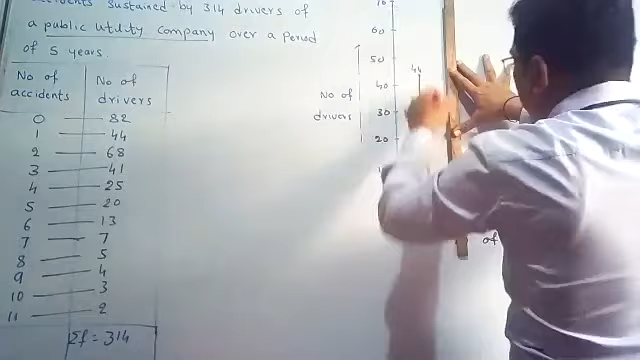 accidents sustained by 314 drivers of
a public utility company over a period
of 5 years.
No of accidents No of drivers
0 — 82
1 — 44
2 — 68
3 — 41
4 — 25
5 — 20
6 — 13
7 — 7
8 — 5
9 — 4
10 — 3
11 — 2
Σf = 314
60
50
44
40
No of
drivers
30
20
of